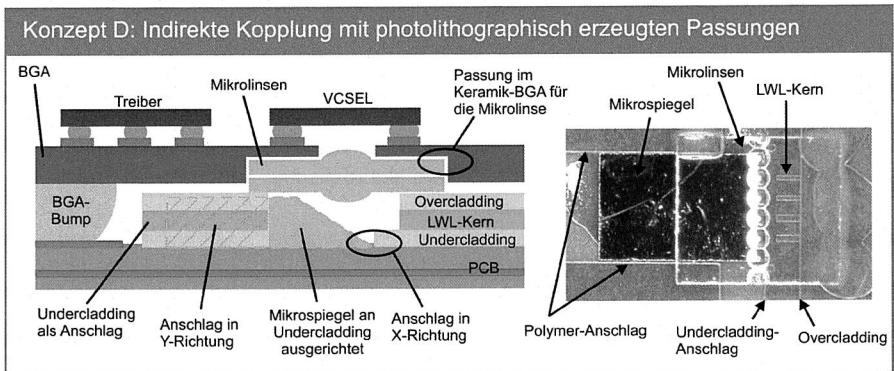 Konzept D: Indirekte Kopplung mit photolithographisch erzeugten Passungen
BGA
Treiber
Mikrolinsen
VCSEL
Passung im
Keramik-BGA für
die Mikrolinse
BGA-
Bump
Overcladding
LWL-Kern
Undercladding
PCB
Undercladding
als Anschlag
Anschlag in
Y-Richtung
Mikrospiegel an
Undercladding
ausgerichtet
Anschlag in
X-Richtung
Mikrolinsen
Mikrospiegel
LWL-Kern
Polymer-Anschlag
Undercladding-
Anschlag
Overcladding